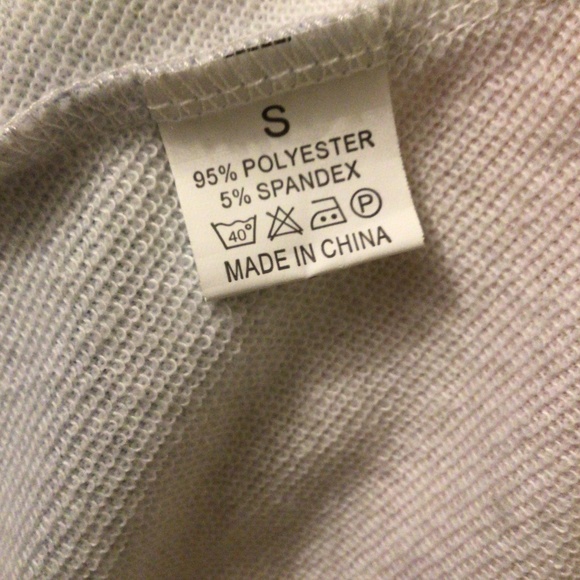 S
95% POLYESTER
5% SPANDEX
40° P
MADE IN CHINA